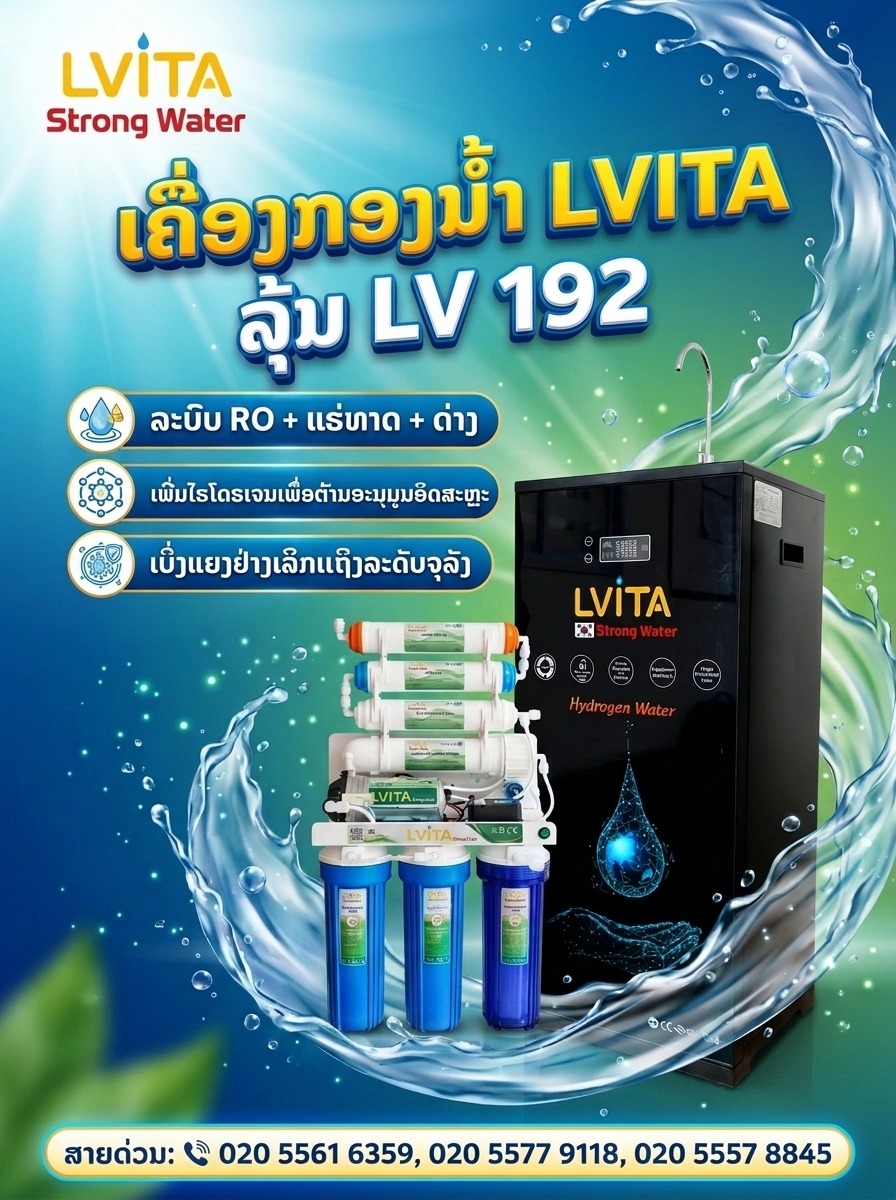 LVITA
Strong Water
ເຄື່ອງກອງນ້ຳ LVITA
ລຸ້ນ LV 192
ລະບົບ RO + ແຮ່ທາດ + ດ່າງ
ເພີ່ມໄຮໂດຣເຈນເພື່ອຕ້ານອະນຸມູນອິດສະຫຼະ
ເບິ່ງແຍງຢ່າງເລິກເຖິງລະດັບຈຸລັງ
LVITA
Strong Water
Hydrogen Water
LVITA
LVITA
ສາຍດ່ວນ: 020 5561 6359, 020 5577 9118, 020 5557 8845